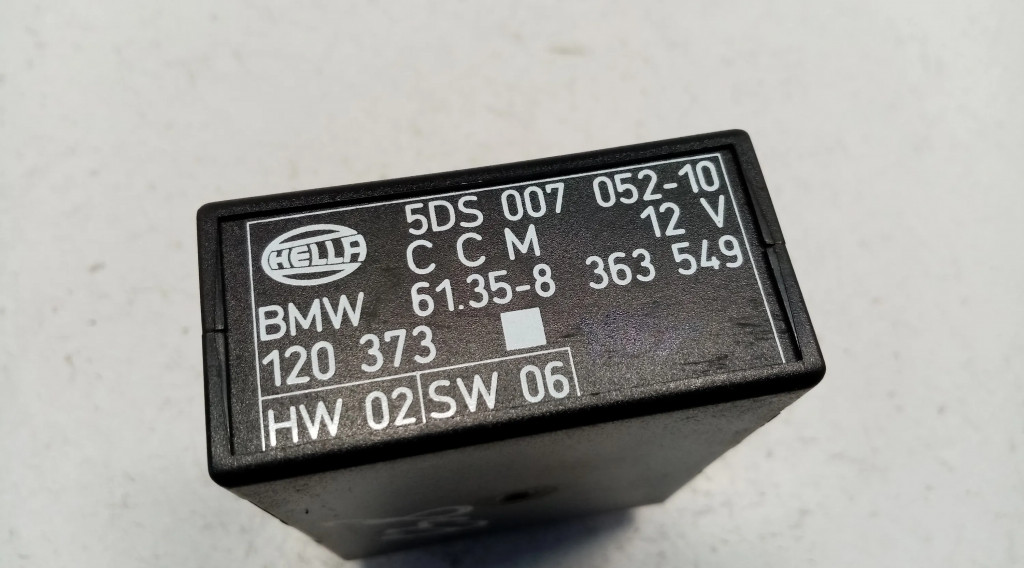 HELLA
5DS 007 052-10
C C M 12 V
BMW 61.35-8 363 549
120 373
HW 02 SW 06